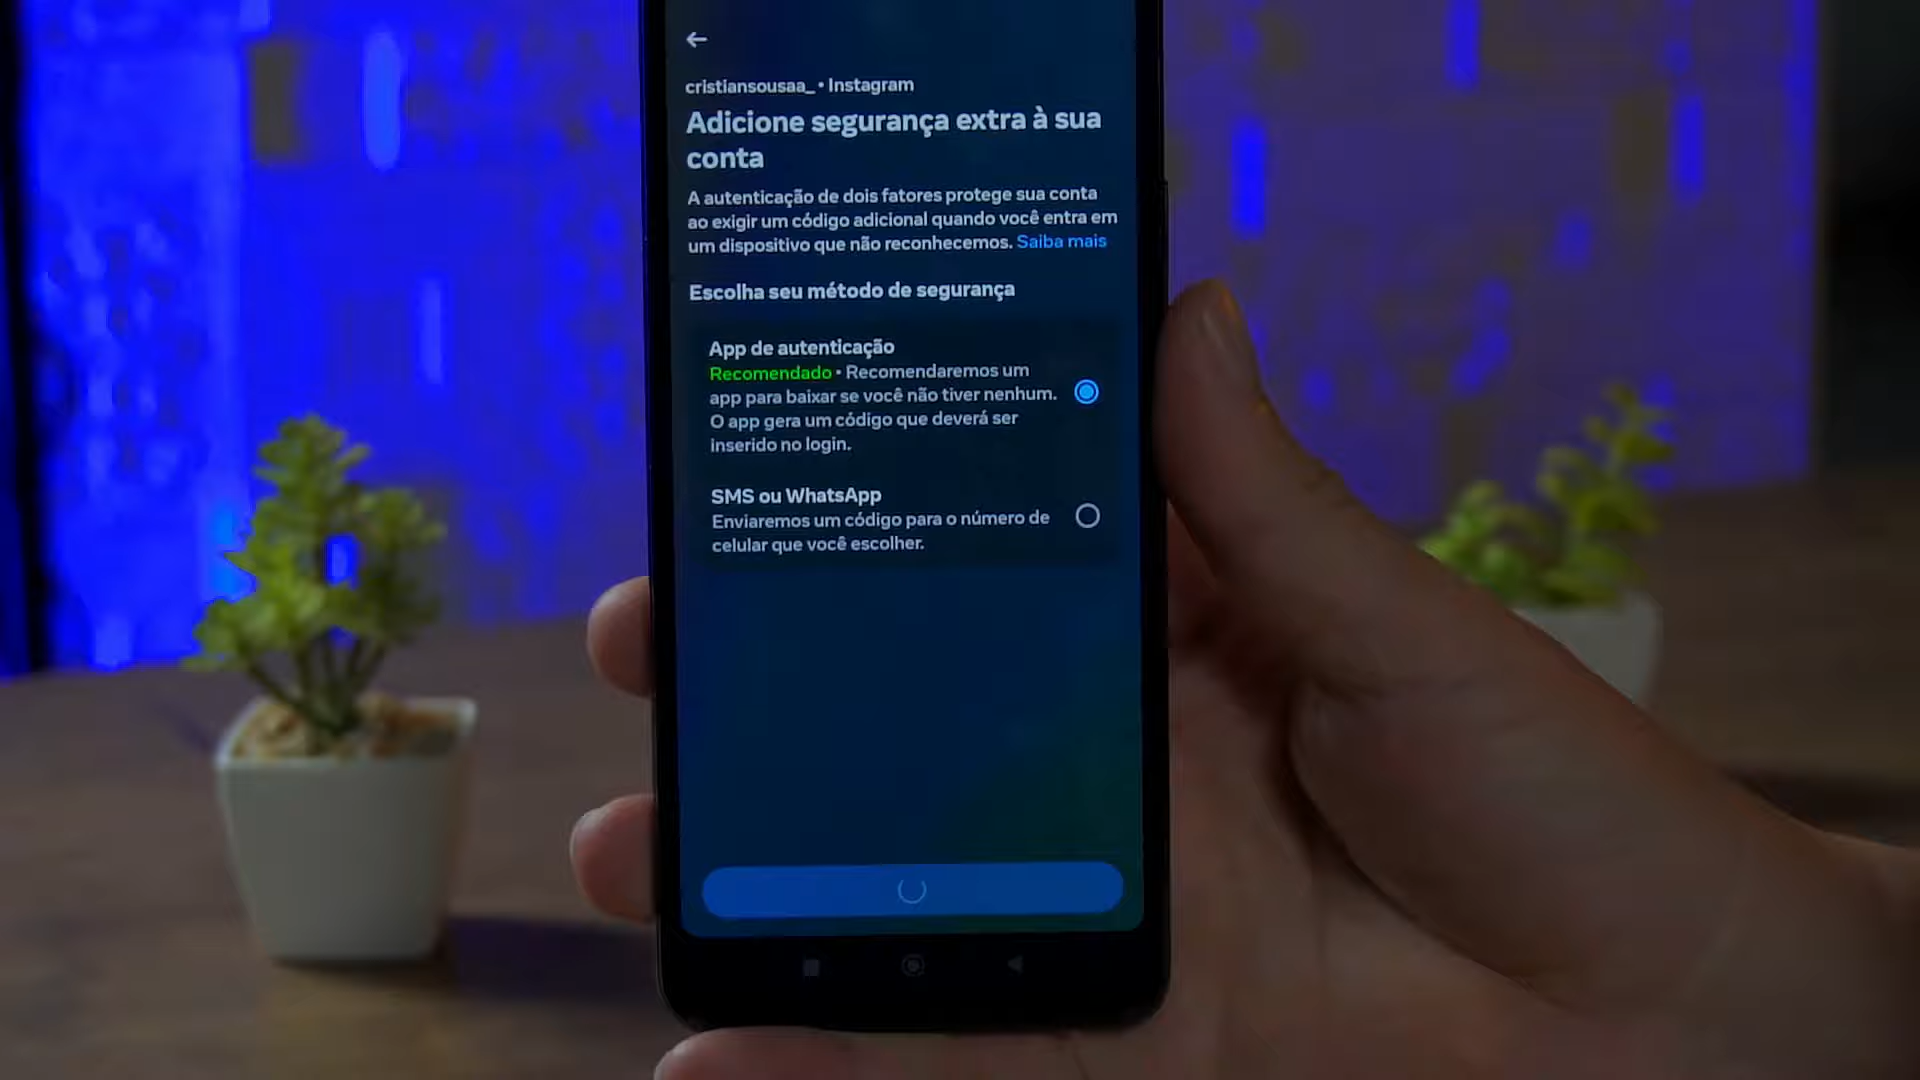 cristiansousaa_ • Instagram
Adicione segurança extra à sua
conta
A autenticação de dois fatores protege sua conta
ao exigir um código adicional quando você entra em
um dispositivo que não reconhecemos. Saiba mais
Escolha seu método de segurança
App de autenticação
Recomendado • Recomendaremos um
app para baixar se você não tiver nenhum.
O app gera um código que deverá ser
inserido no login.
SMS ou WhatsApp
Enviaremos um código para o número de
celular que você escolher.